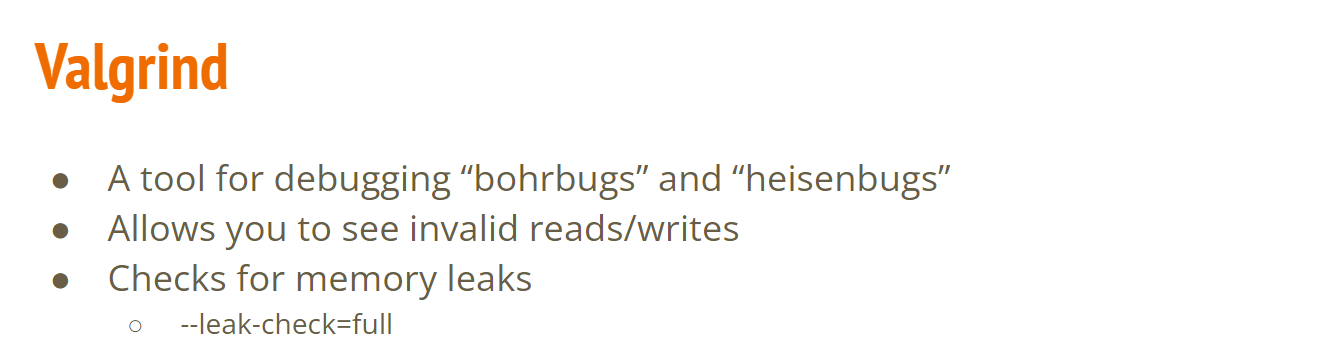 Valgrind
● A tool for debugging “bohrbugs” and “heisenbugs”
● Allows you to see invalid reads/writes
● Checks for memory leaks
○ --leak-check=full